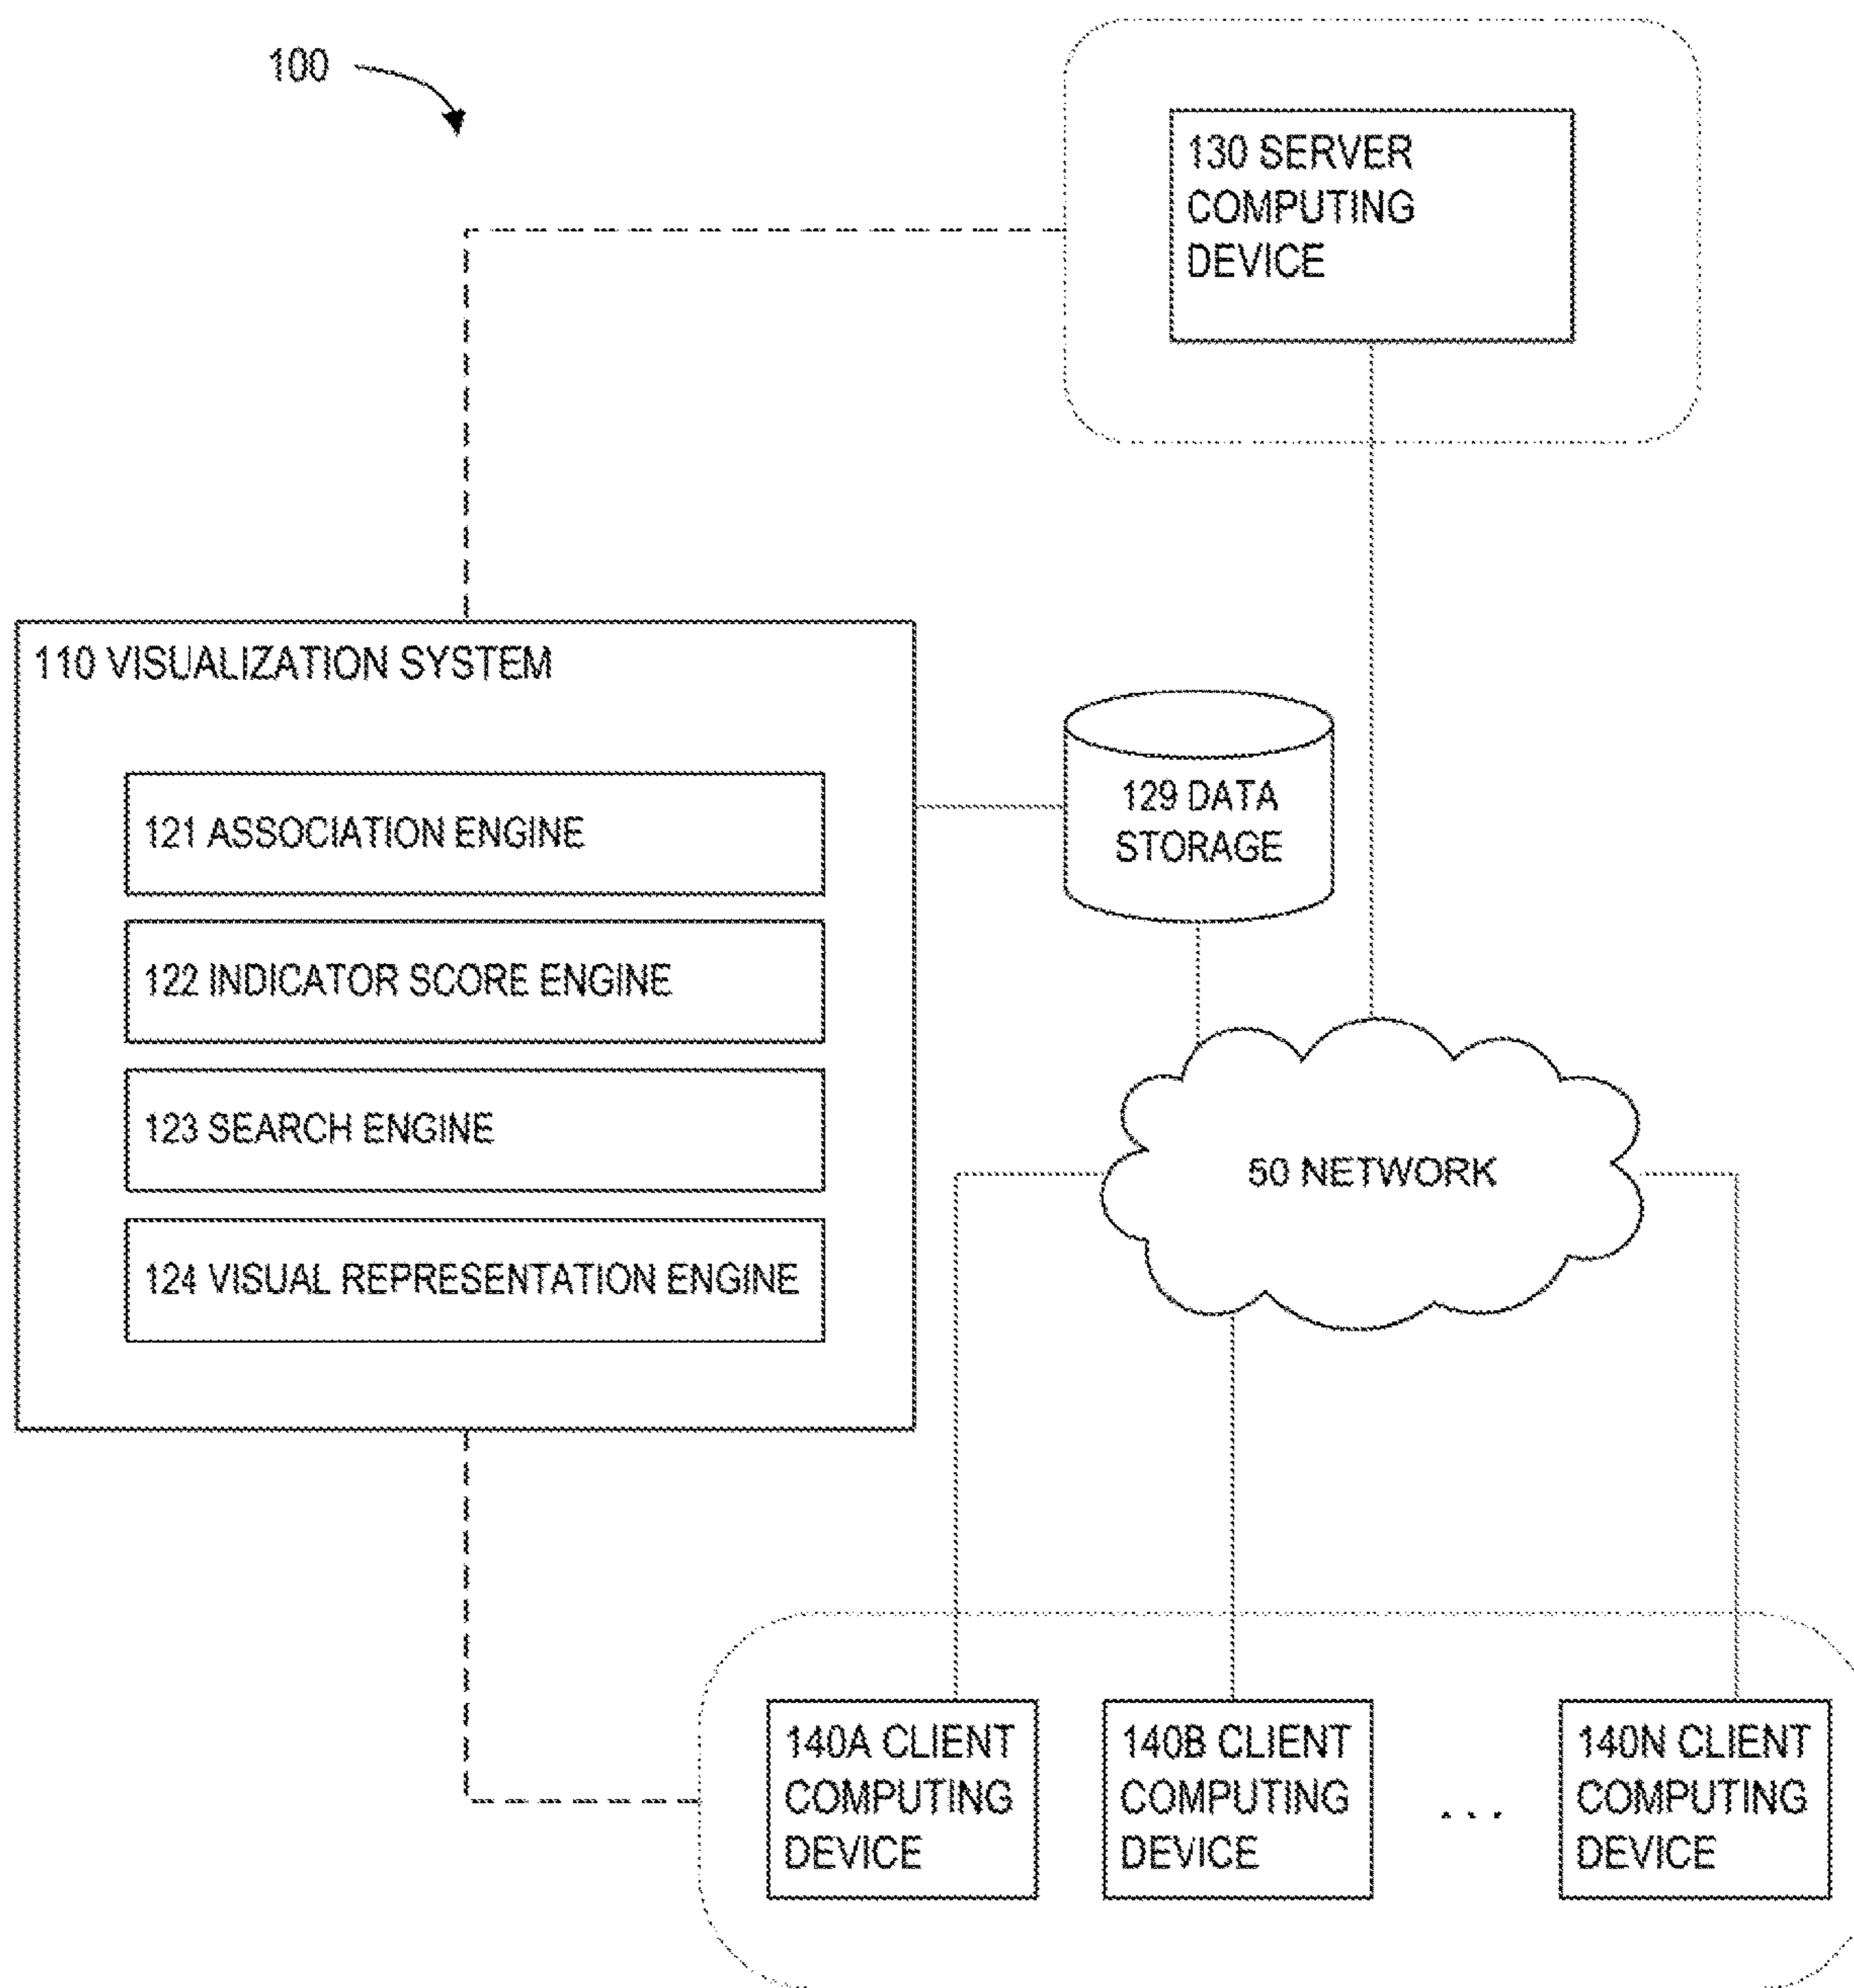 100
130 SERVER
COMPUTING
DEVICE
110 VISUALIZATION SYSTEM
121 ASSOCIATION ENGINE
122 INDICATOR SCORE ENGINE
123 SEARCH ENGINE
124 VISUAL REPRESENTATION ENGINE
129 DATA
STORAGE
50 NETWORK
140A CLIENT
COMPUTING
DEVICE
140B CLIENT
COMPUTING
DEVICE
. . .
140N CLIENT
COMPUTING
DEVICE